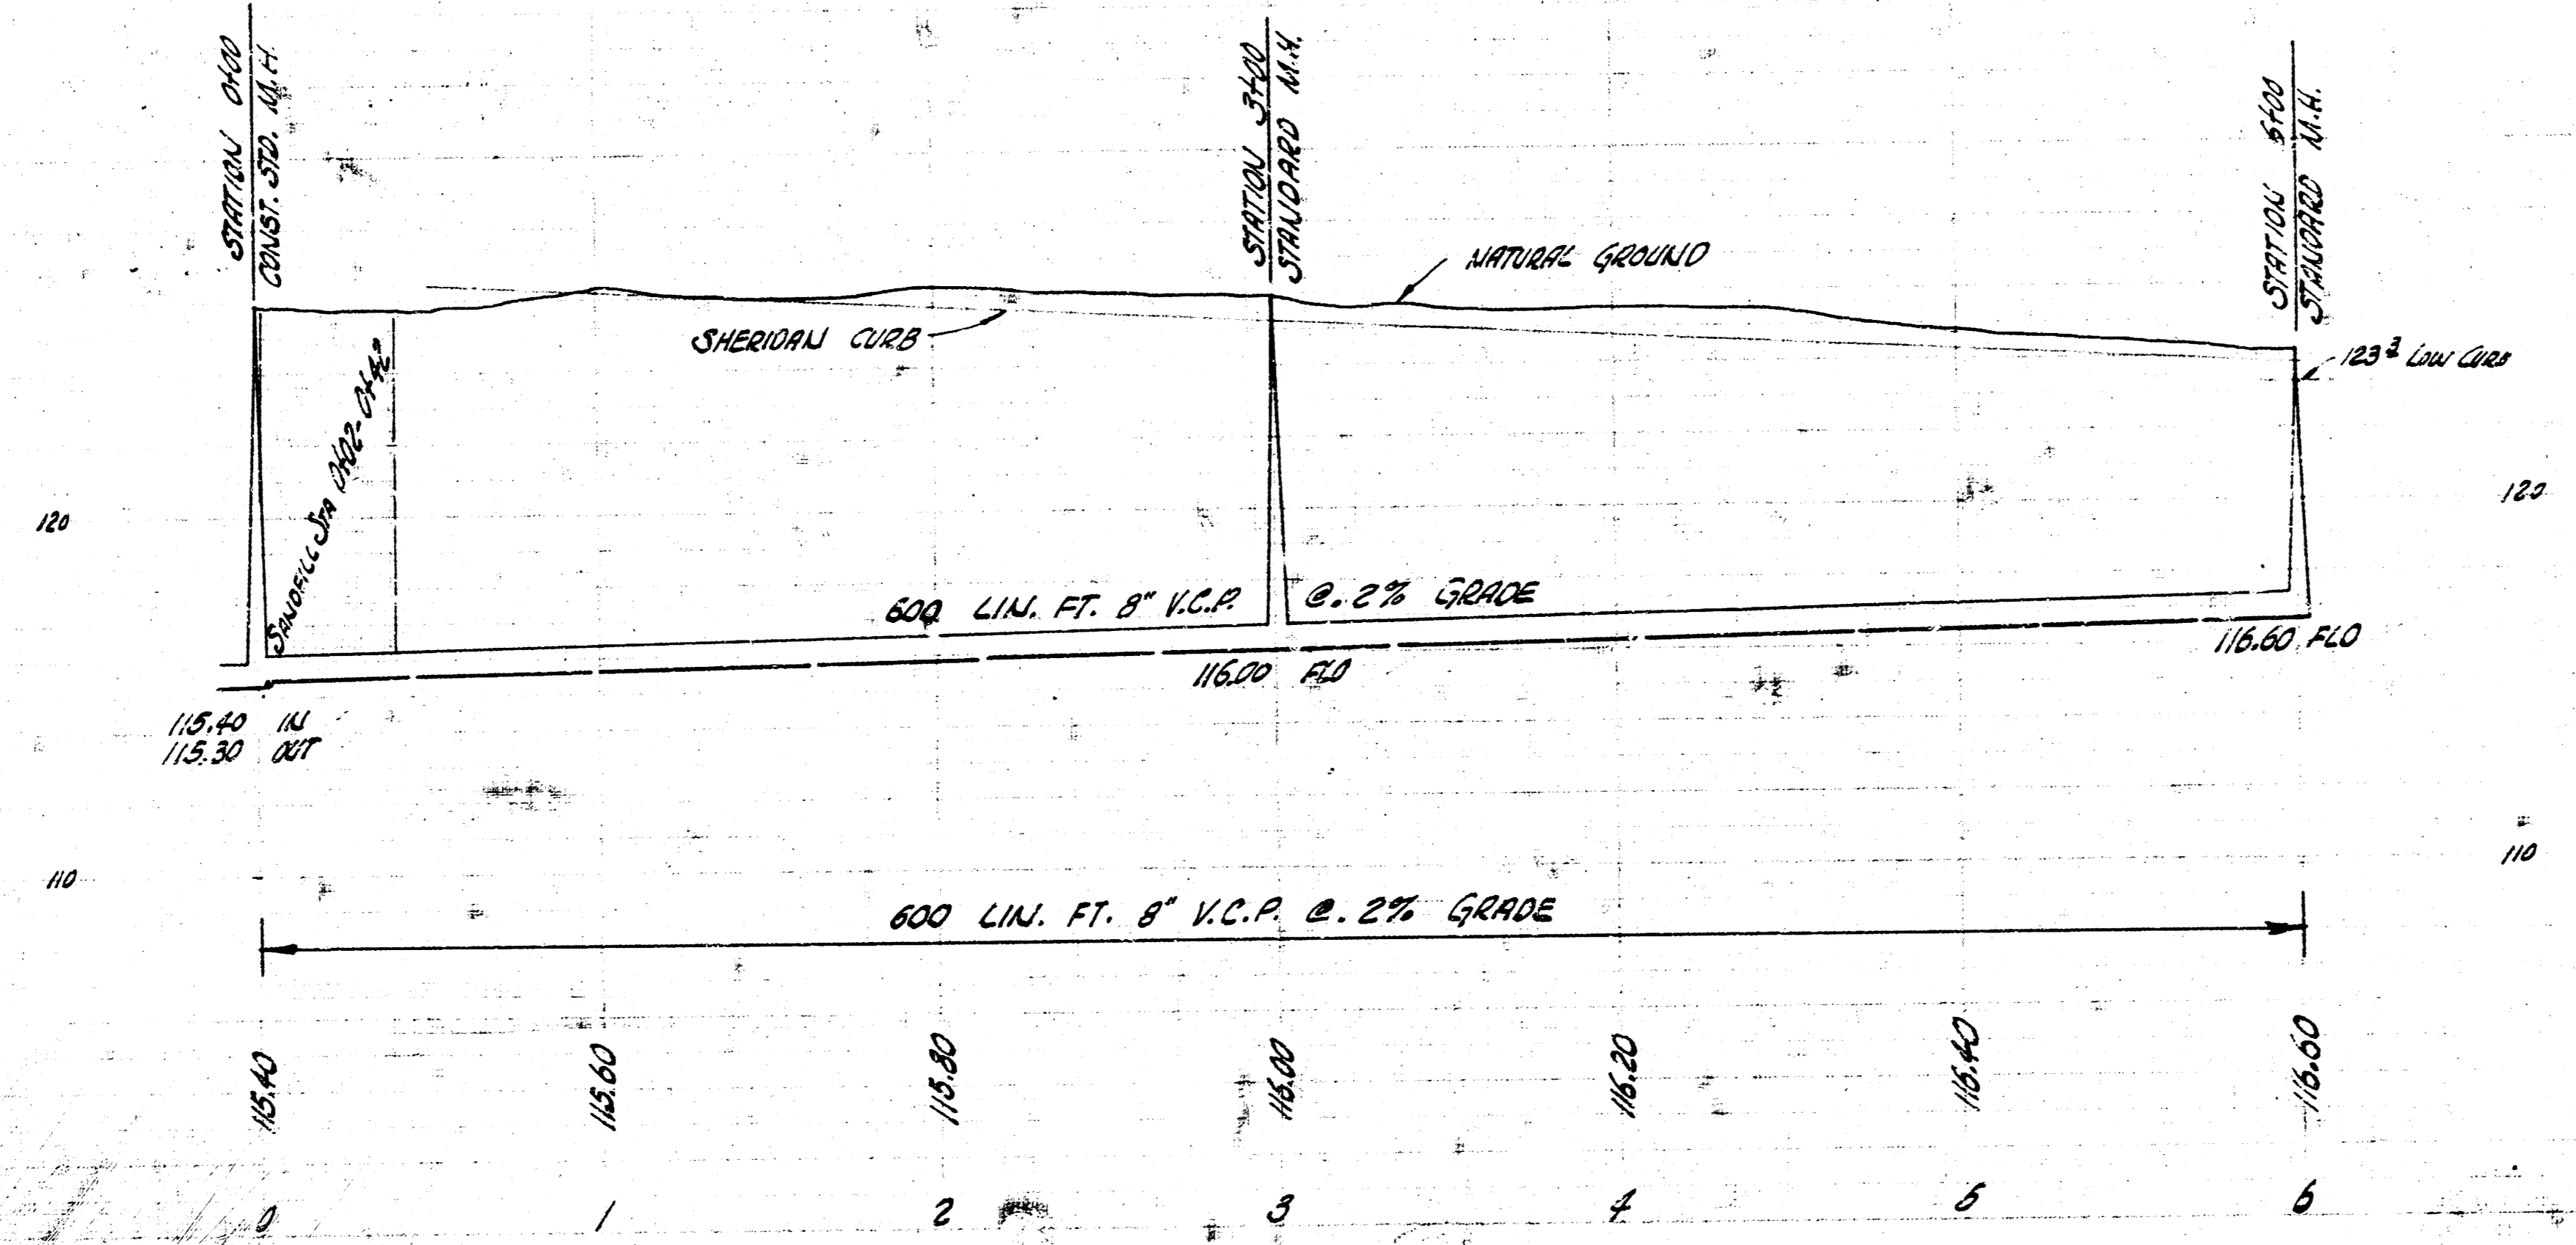 STATION 0+00
CONST. STD. M.H.
STATION 3+00
STANDARD M.H.
STATION 6+00
STANDARD M.H.
NATURAL GROUND
SHERIDAN CURB
123³ LOW CURB
SANDFILL STA 0+02-0+42
120
120
600 LIN. FT. 8" V.C.P. @ .2% GRADE
116.60 FLO
116.00 FLO
115.40 IN
115.30 OUT
110
110
600 LIN. FT. 8" V.C.P. @ .2% GRADE
115.40
115.60
115.80
116.00
116.20
116.40
116.60
0 1 2 3 4 5 6